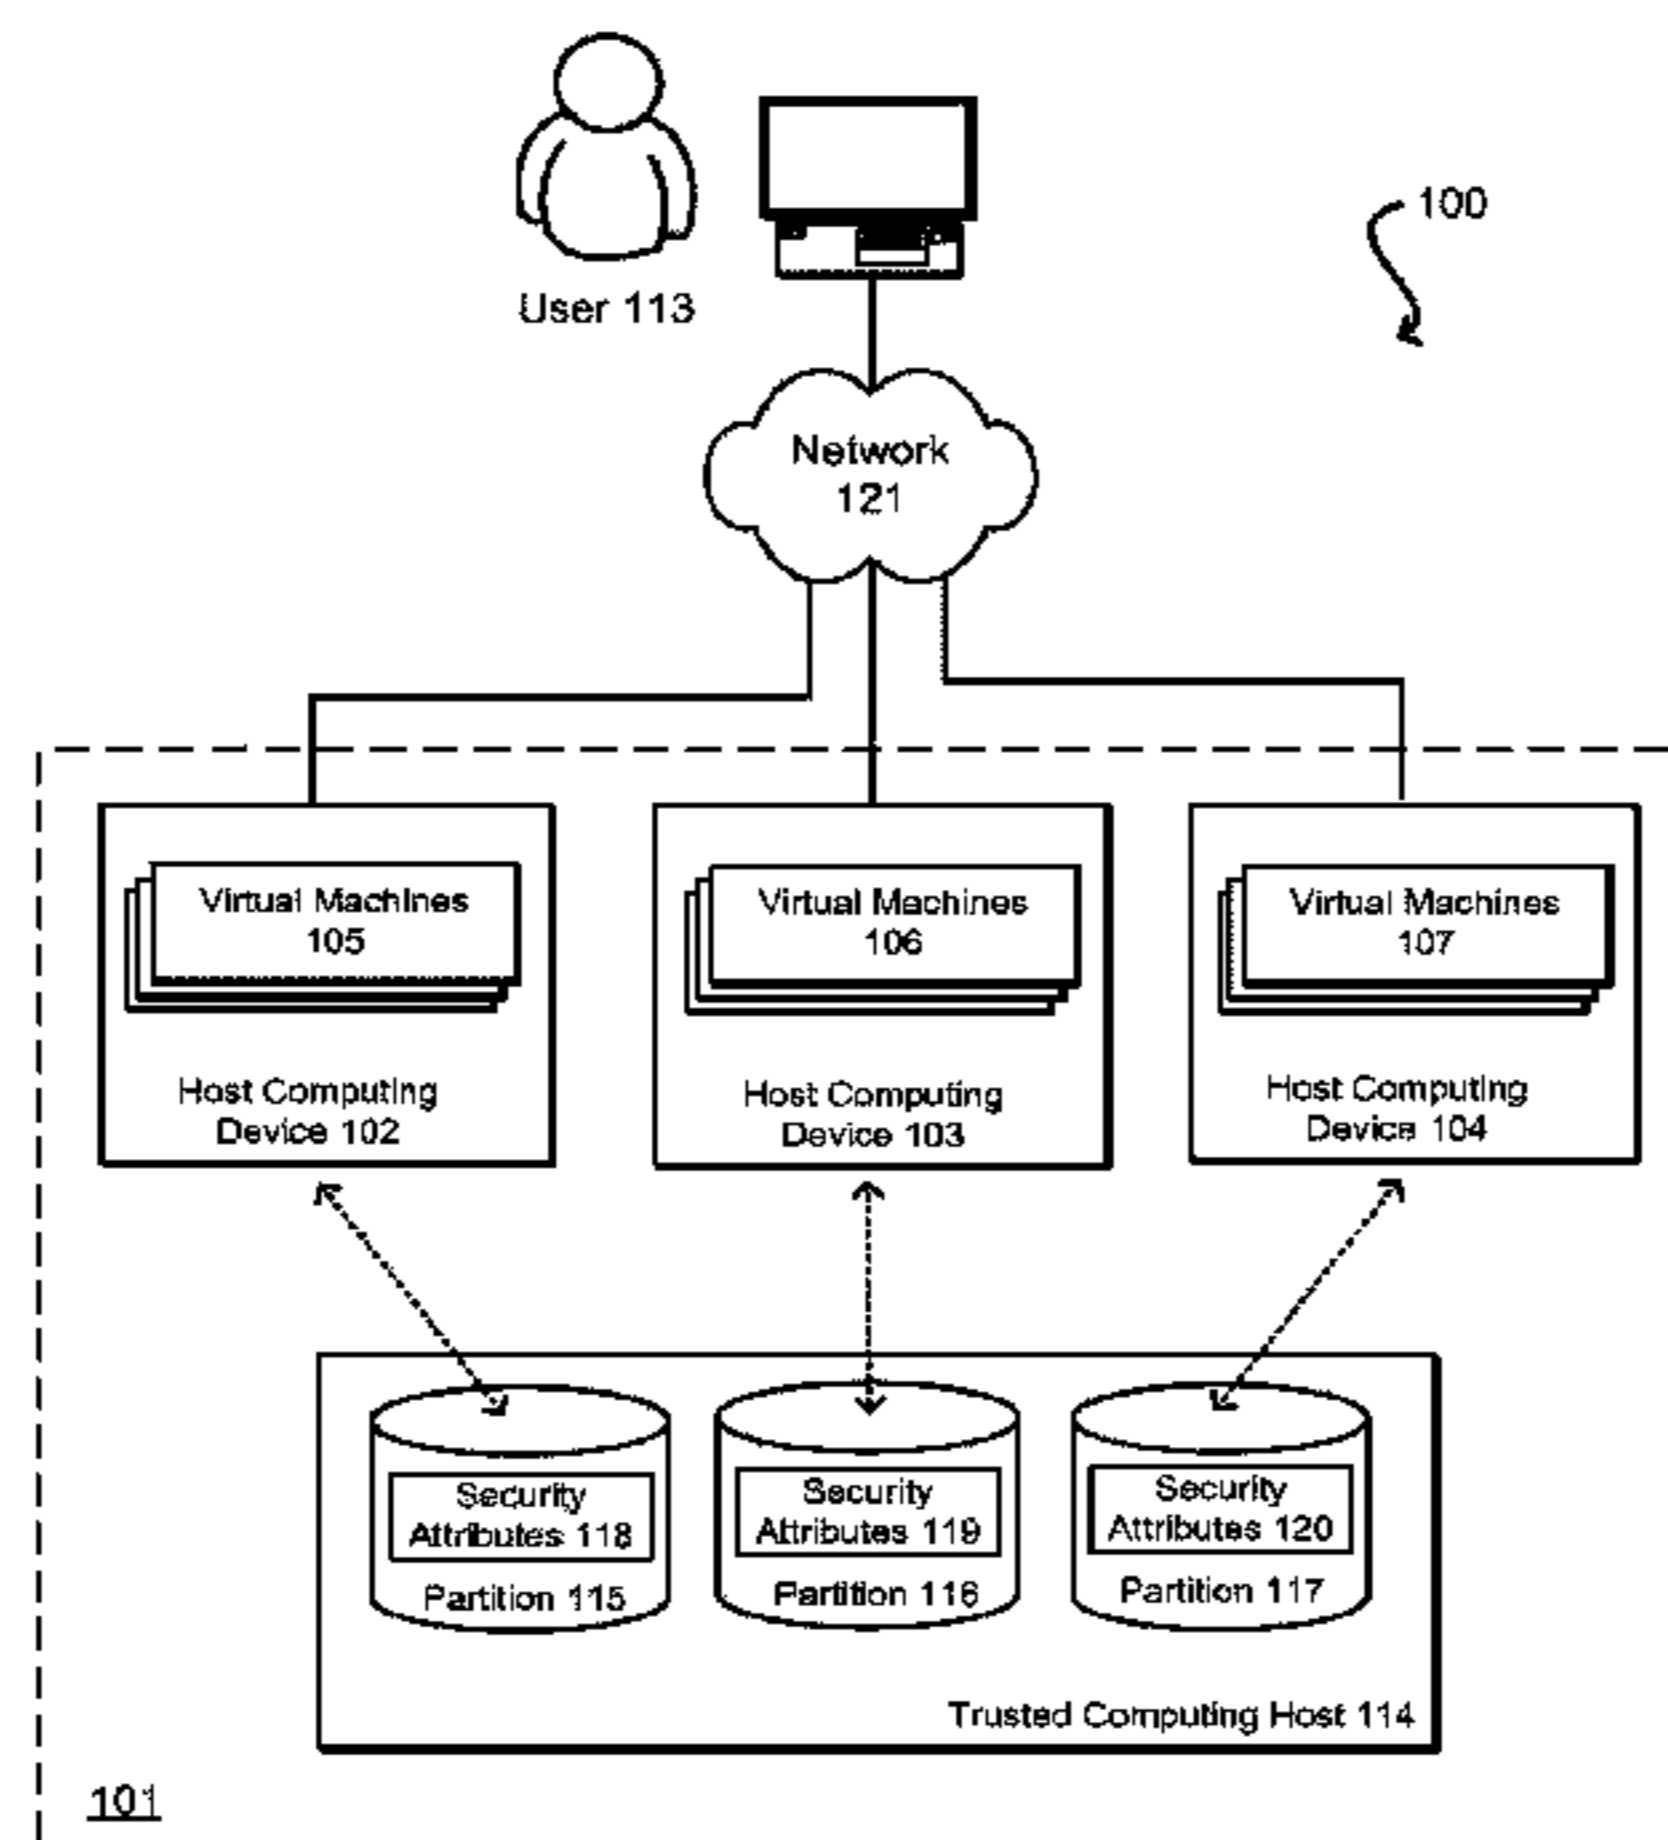 100
User 113
Network
121
Virtual Machines
105
Host Computing
Device 102
Virtual Machines
106
Host Computing
Device 103
Virtual Machines
107
Host Computing
Device 104
Security
Attributes 118
Partition 115
Security
Attributes 119
Partition 116
Security
Attributes 120
Partition 117
Trusted Computing Host 114
101